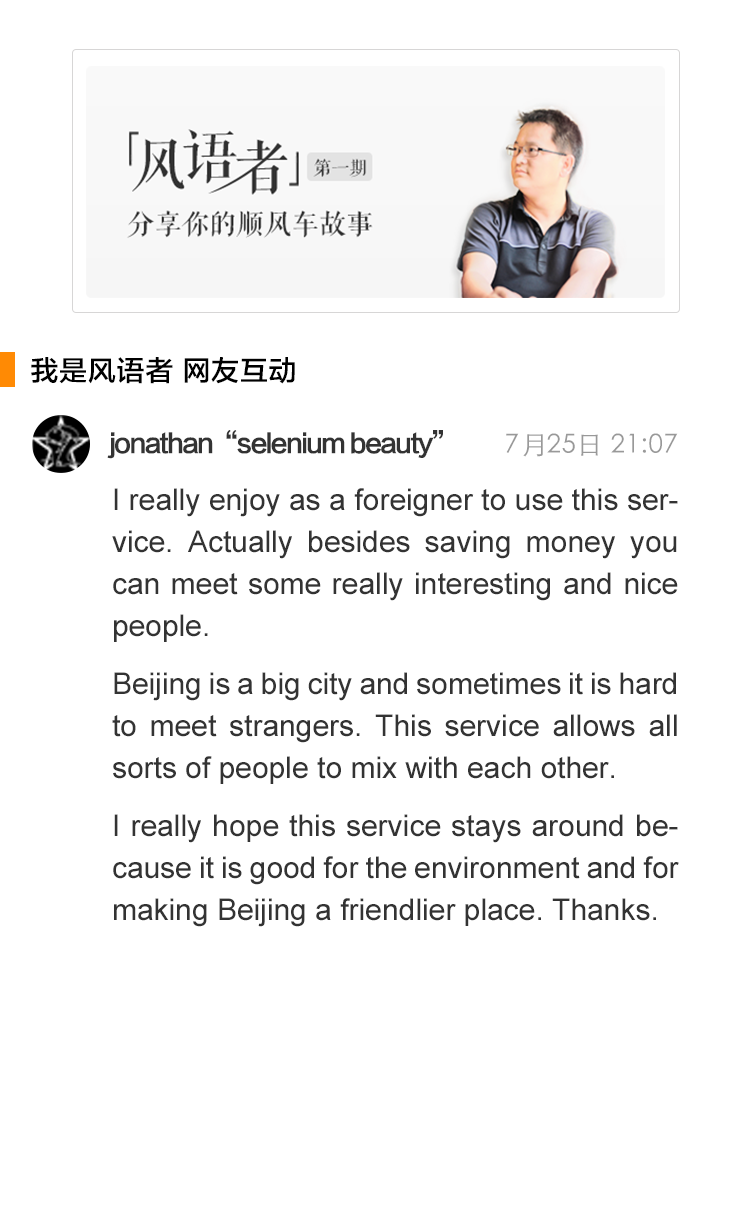 「风语者」 第一期
分享你的顺风车故事
我是风语者 网友互动
jonathan“selenium beauty” 7月25日 21:07
I really enjoy as a foreigner to use this ser-
vice. Actually besides saving money you
can meet some really interesting and nice
people.
Beijing is a big city and sometimes it is hard
to meet strangers. This service allows all
sorts of people to mix with each other.
I really hope this service stays around be-
cause it is good for the environment and for
making Beijing a friendlier place. Thanks.